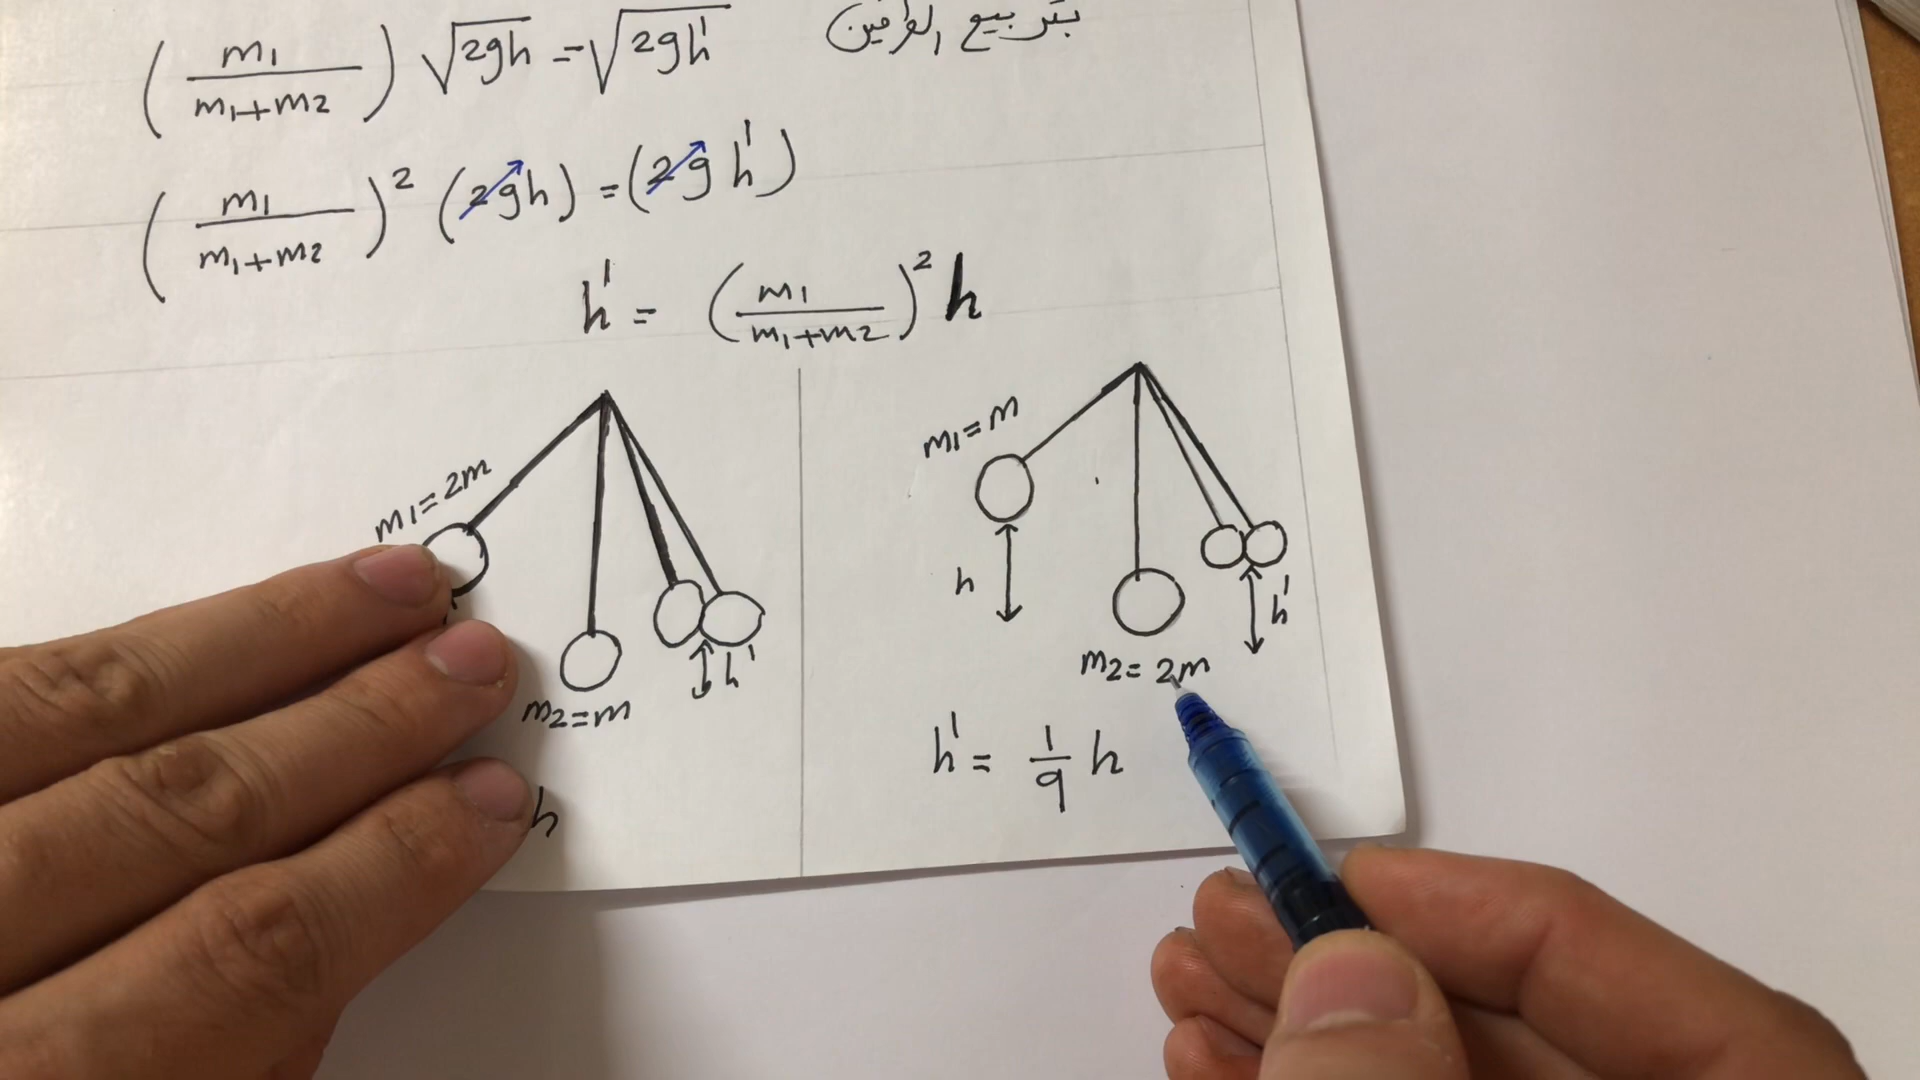 (m1/m1+m2) √2gh = √2gh' بتربيع الطرفين
(m1/m1+m2)² (2gh) = (2gh')
h' = (m1/m1+m2)² h
m1=2m
m2=m
h'
h
m1=m
h
h'
m2=2m
h' = 1/9 h